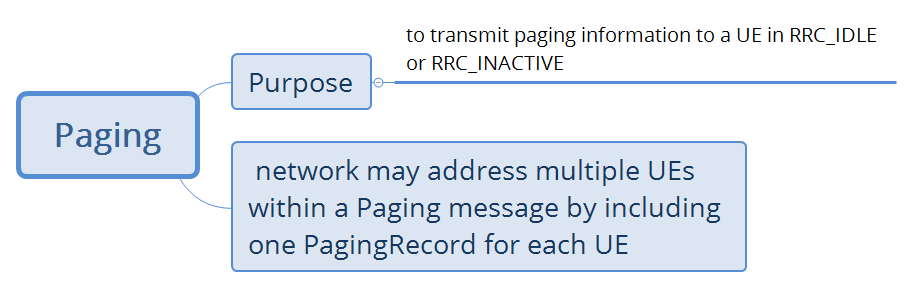 Paging
Purpose
to transmit paging information to a UE in RRC_IDLE
or RRC_INACTIVE
network may address multiple UEs
within a Paging message by including
one PagingRecord for each UE